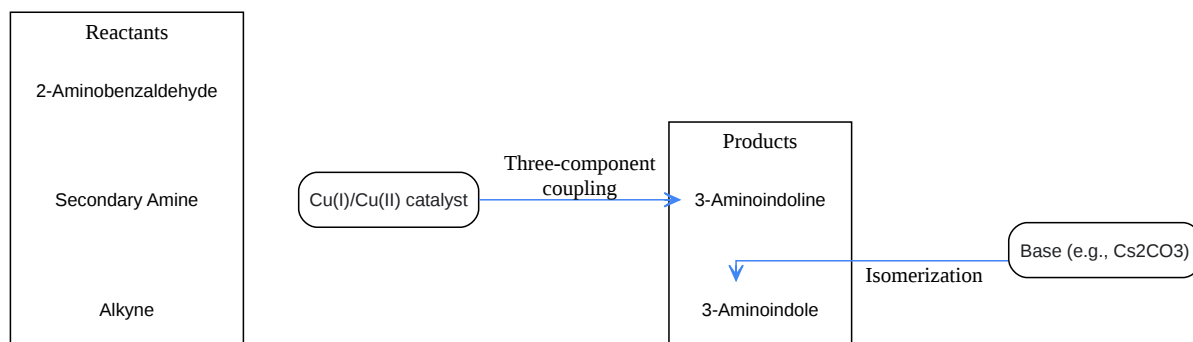 Reactants
2-Aminobenzaldehyde
Secondary Amine
Alkyne
Cu(I)/Cu(II) catalyst
Three-component
coupling
Products
3-Aminoindoline
3-Aminoindole
Isomerization
Base (e.g., Cs2CO3)